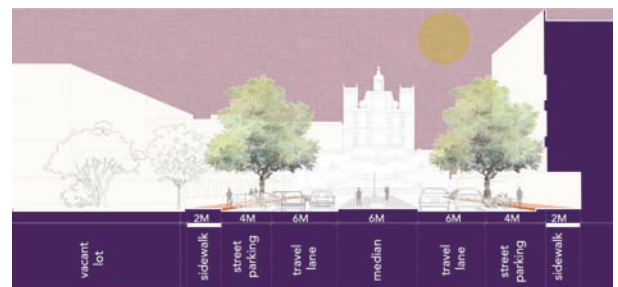 2M 4M 6M 6M 6M 4M 2M
vacant
lot
sidewalk
street
parking
travel
lane
median
travel
lane
street
parking
sidewalk